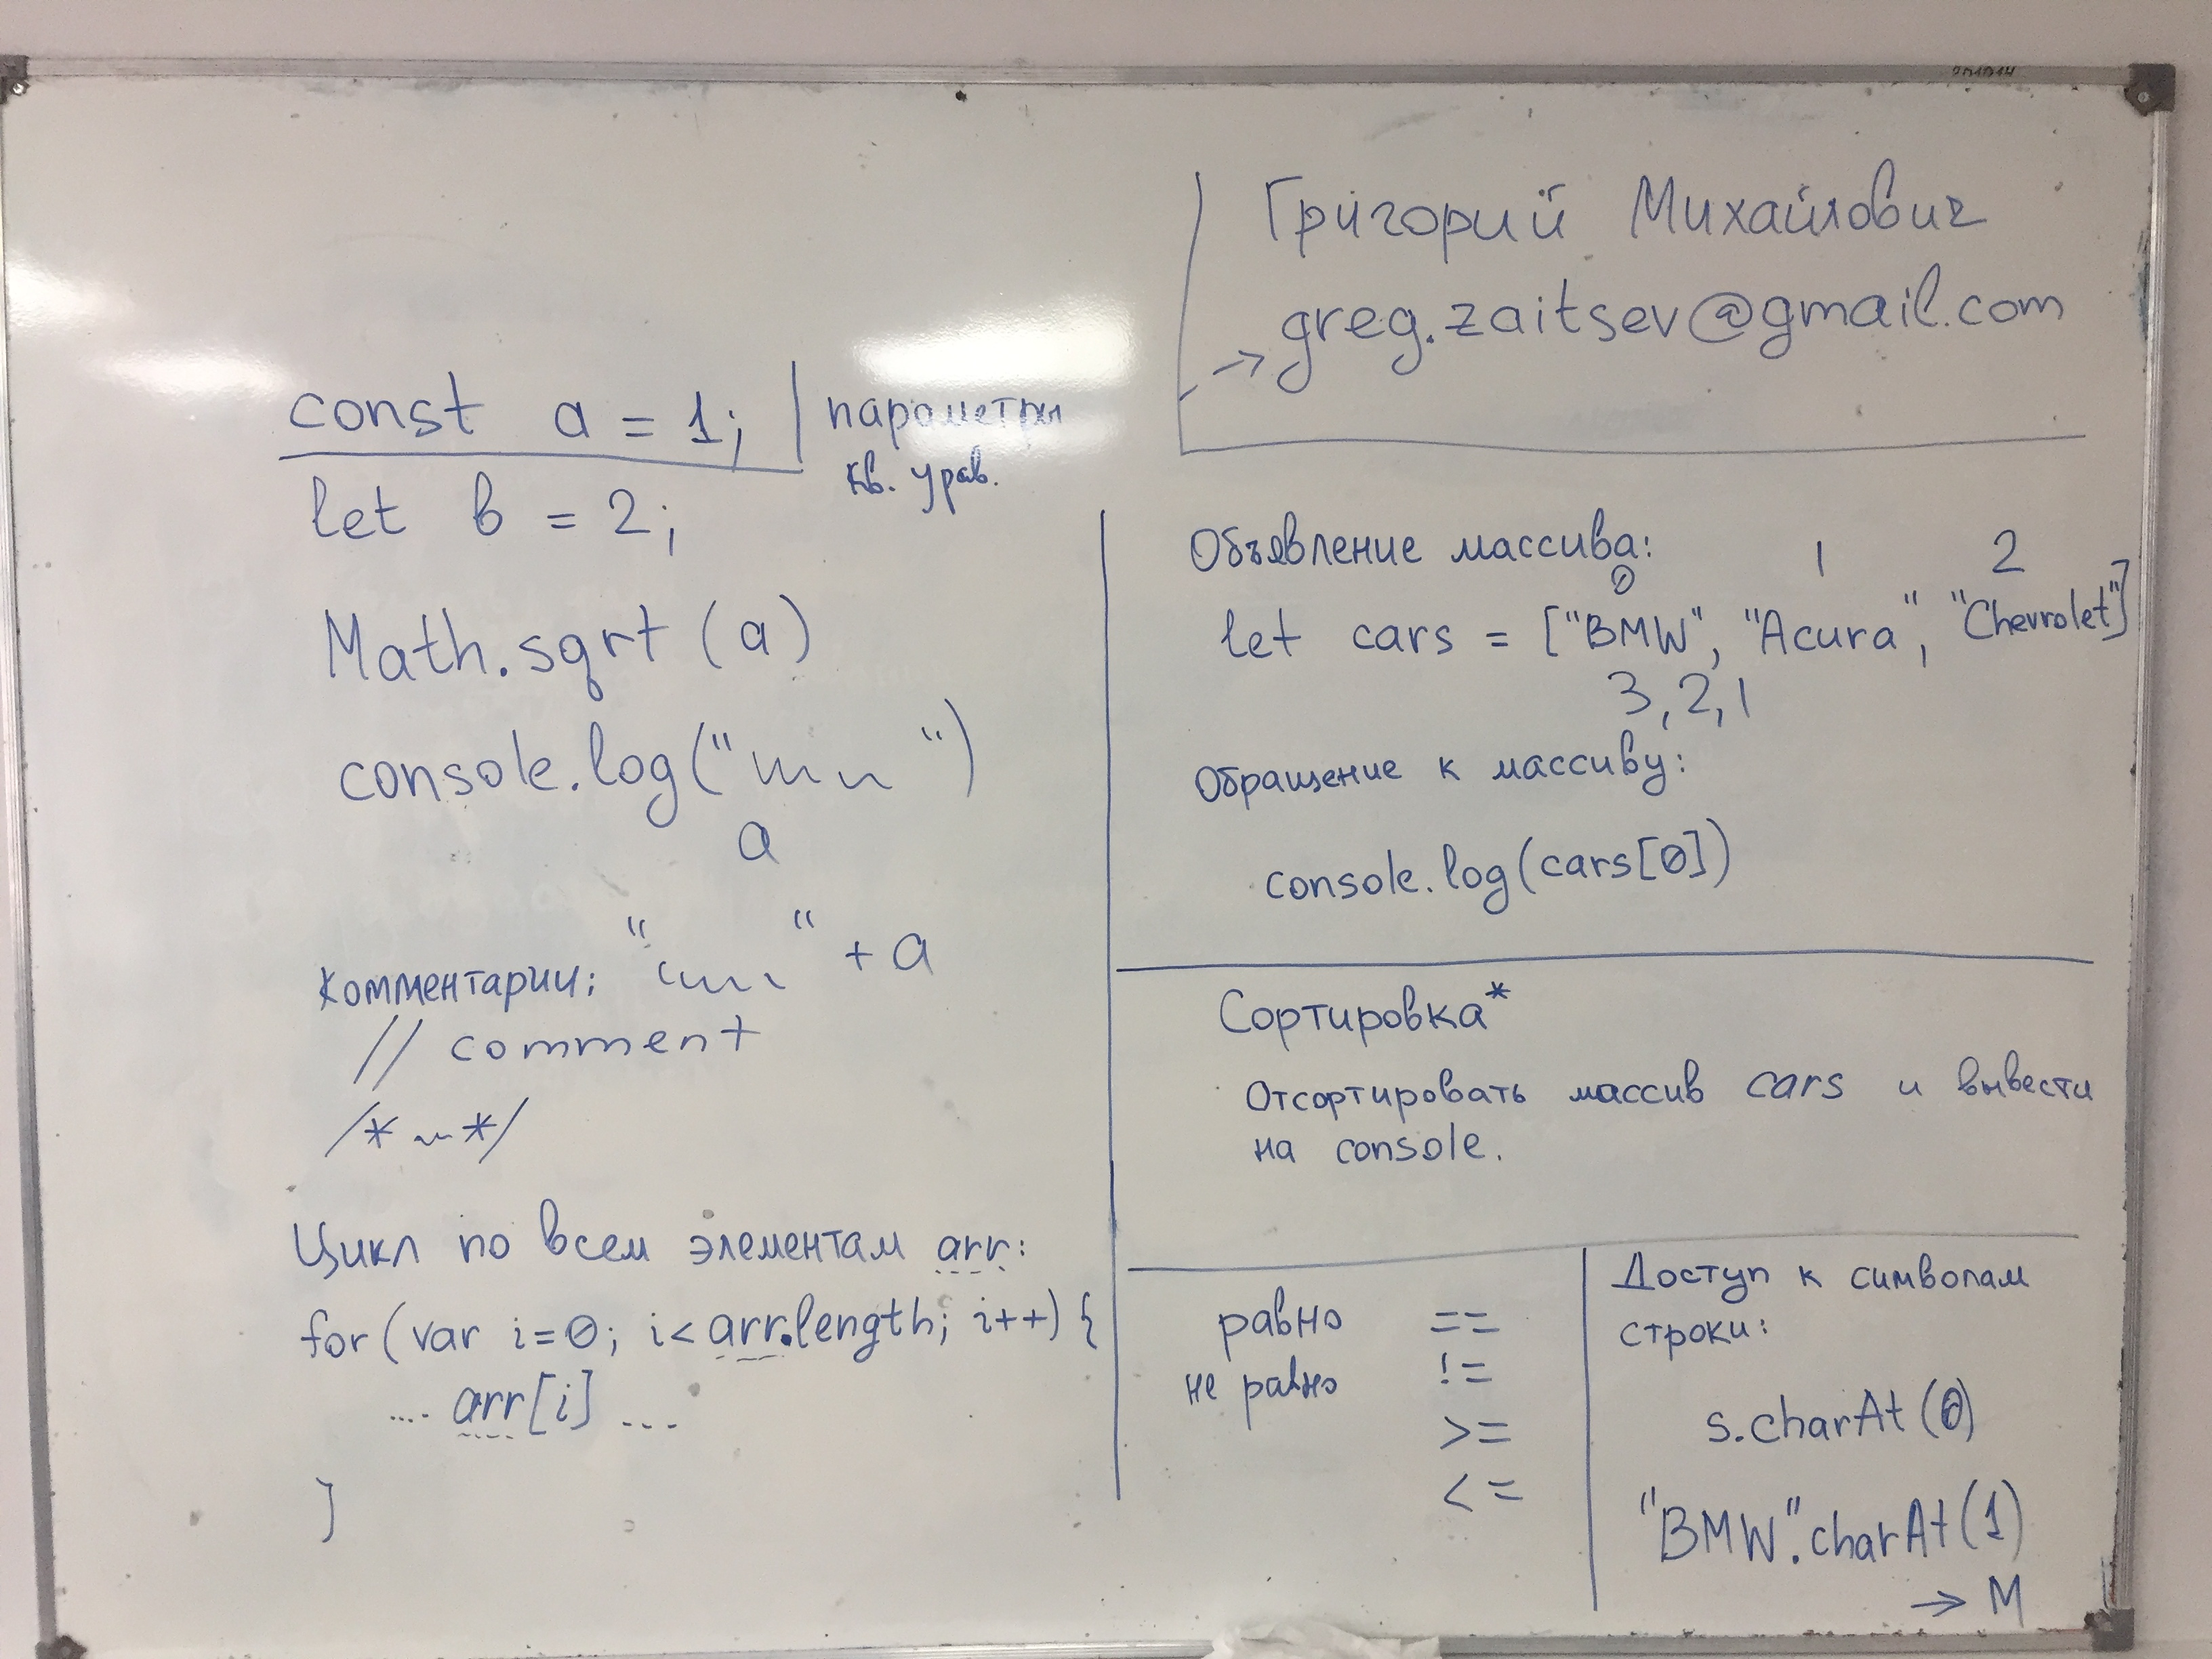 Григорий Михайлович
→ greg.zaitsev@gmail.com
const a = 1;
параметры
кв. урав.
let b = 2;
Math.sqrt (a)
console.log(" ")
a
" " + a
Комментарии:
// comment
/* */
Цикл по всем элементам arr:
for (var i=0; i< arr.length; i++) {
.... arr[i] ...
}
Объявление массива:
0 1 2
let cars = ["BMW", "Acura", "Chevrolet"]
3, 2, 1
Обращение к массиву:
console.log(cars[0])
Сортировка*
Отсортировать массив cars и вывести
на console.
равно ==
не равно !=
>=
<=
Доступ к символам
строки:
s.charAt(0)
"BMW".charAt(1)
→ M